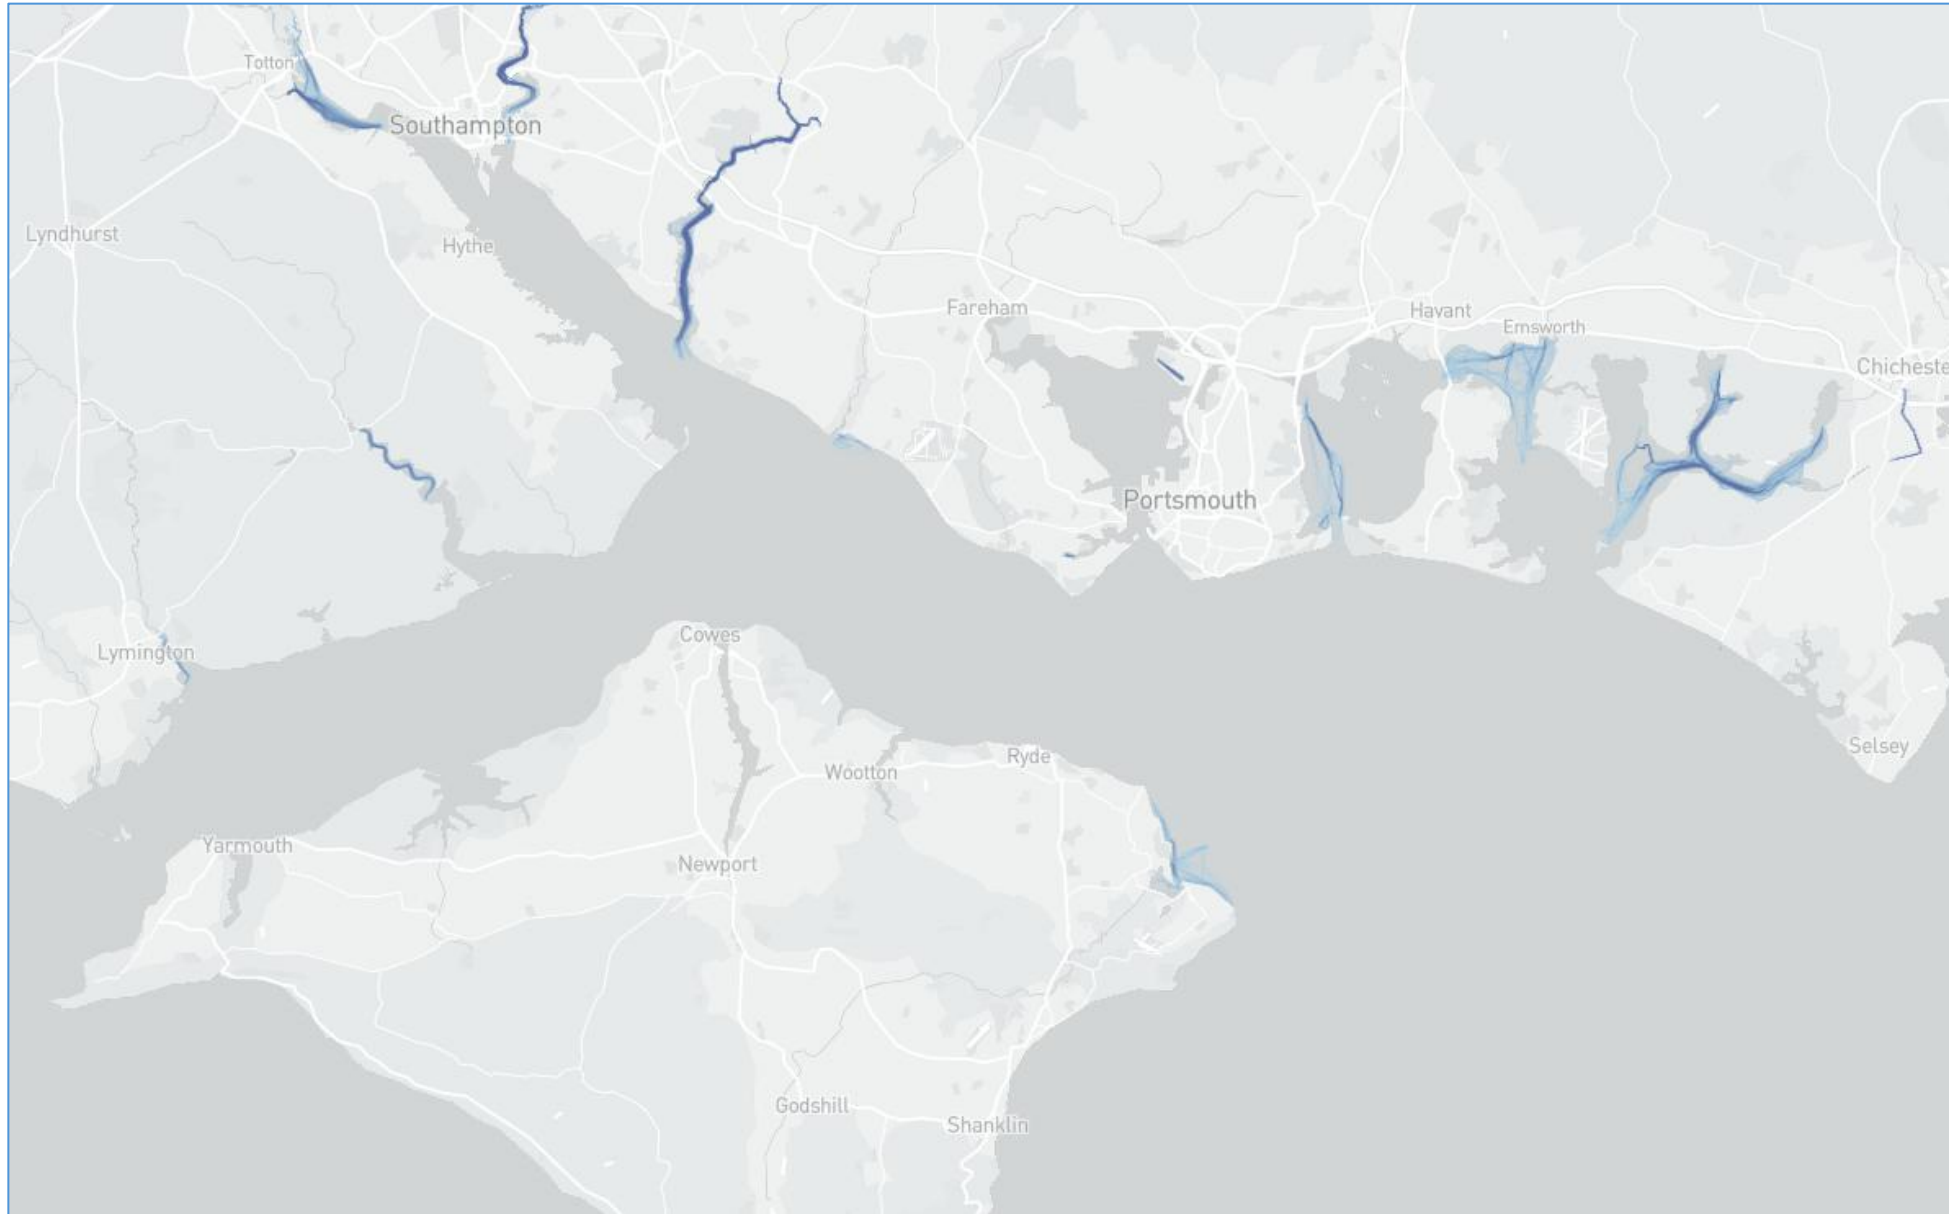 Totton
Southampton
Lyndhurst
Hythe
Fareham
Havant
Emsworth
Chicheste
Portsmouth
Cowes
Lymington
Ryde
Wootton
Selsey
Yarmouth
Newport
Godshill
Shanklin